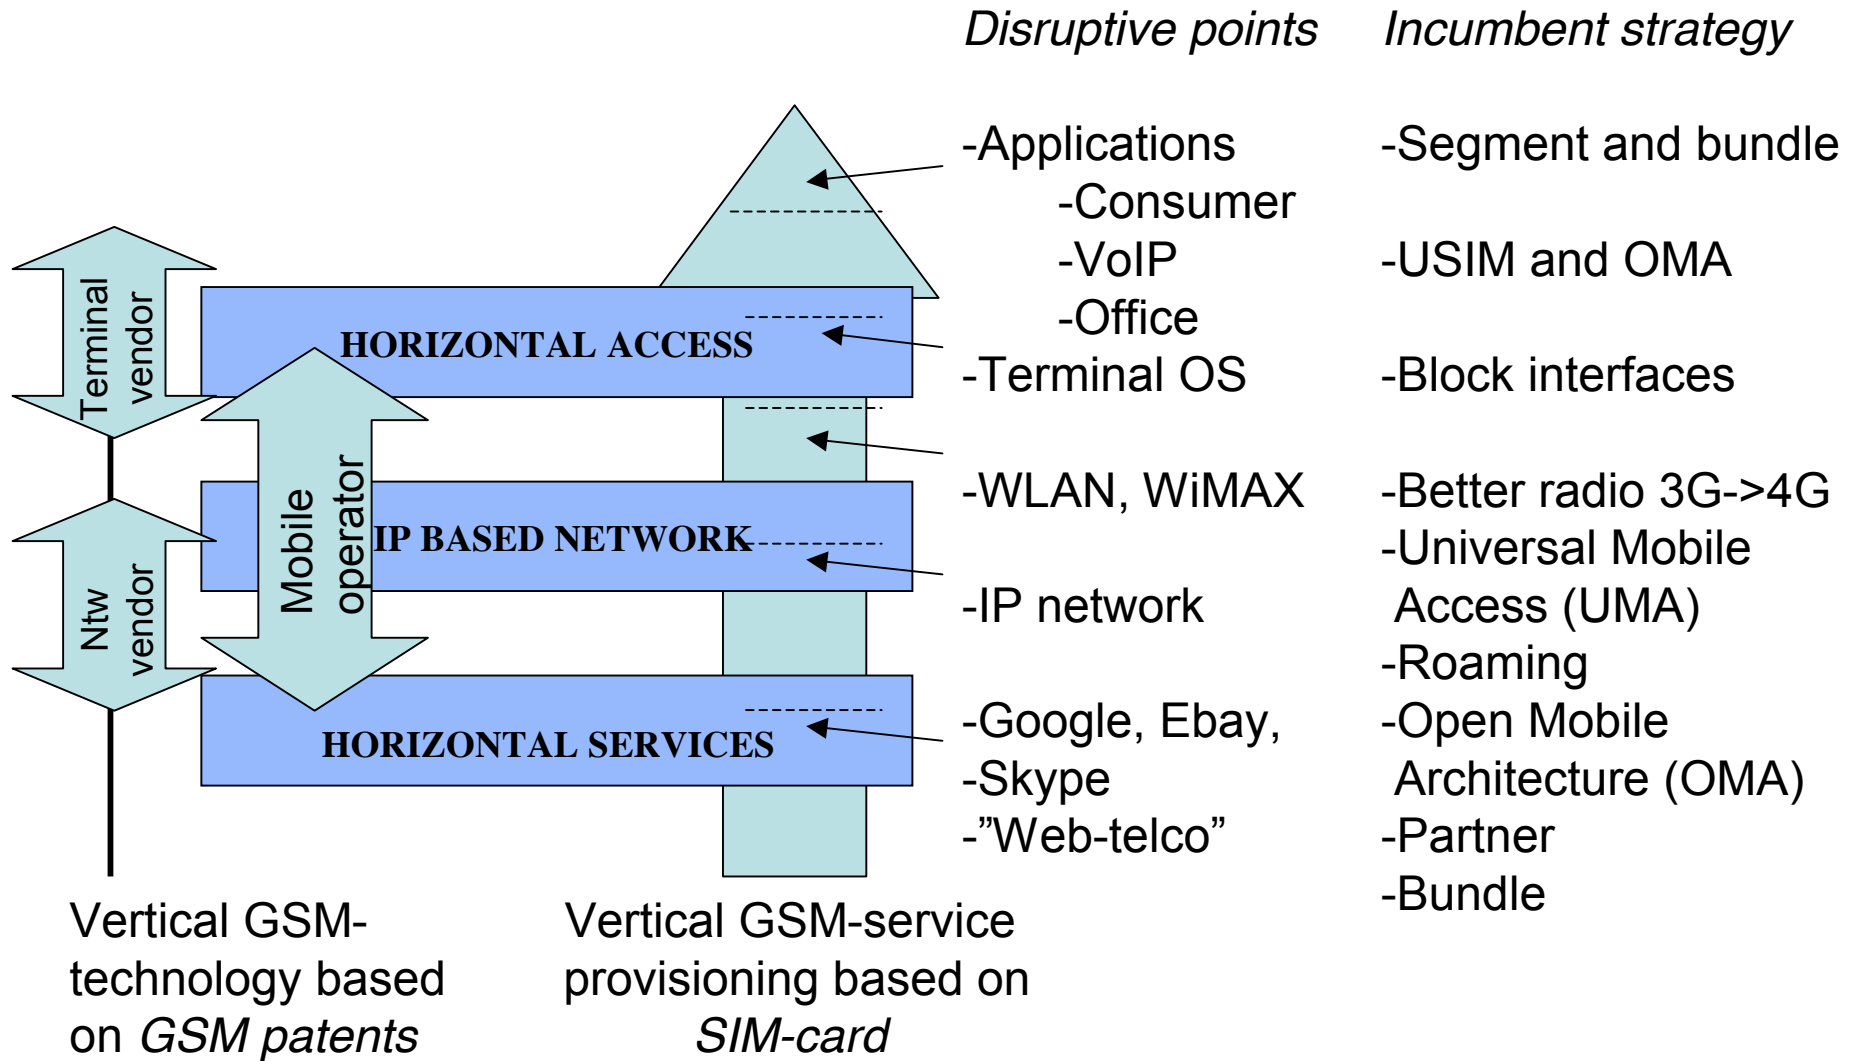 Disruptive points
Incumbent strategy
-Applications
-Consumer
-VoIP
-Office
-Terminal OS
-WLAN, WiMAX
-IP network
-Google, Ebay,
-Skype
-”Web-telco”
-Segment and bundle
-USIM and OMA
-Block interfaces
-Better radio 3G->4G
-Universal Mobile
Access (UMA)
-Roaming
-Open Mobile
Architecture (OMA)
-Partner
-Bundle
Terminal
vendor
Ntw
vendor
Mobile
operator
HORIZONTAL ACCESS
IP BASED NETWORK
HORIZONTAL SERVICES
Vertical GSM-
technology based
on GSM patents
Vertical GSM-service
provisioning based on
SIM-card